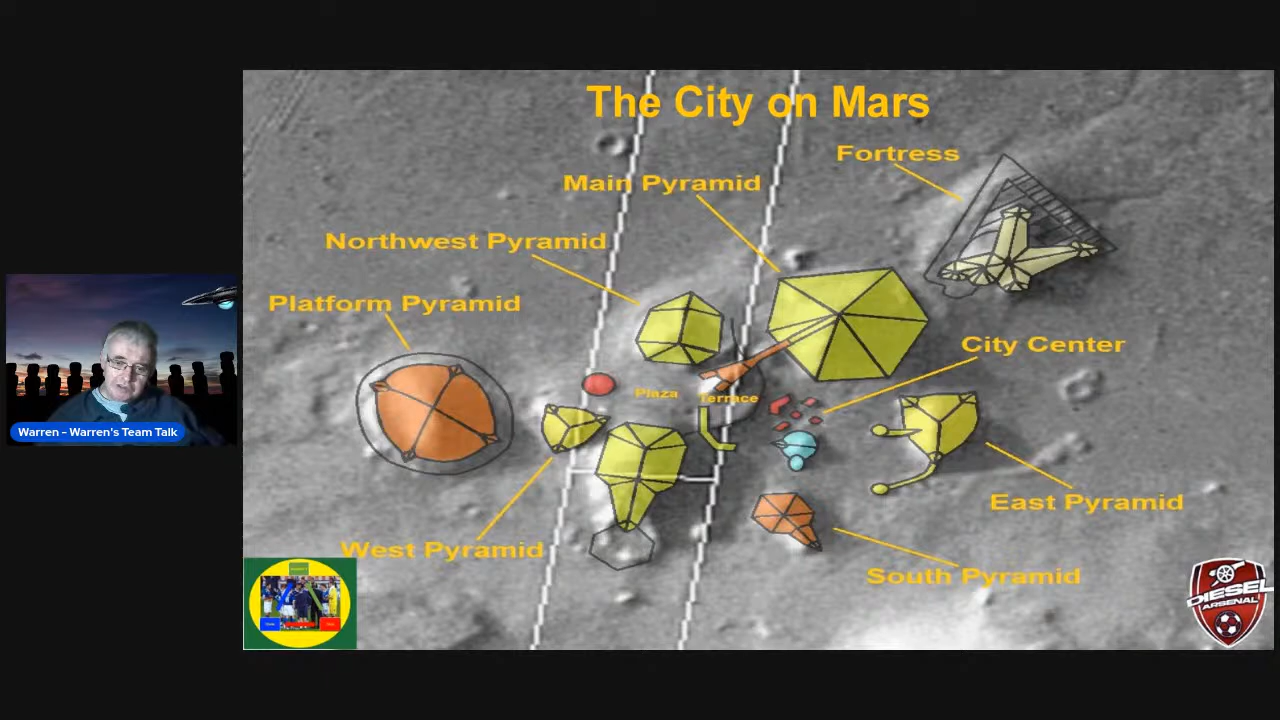 The City on Mars
Fortress
Main Pyramid
Northwest Pyramid
Platform Pyramid
City Center
Plaza
Terrace
East Pyramid
West Pyramid
South Pyramid
Warren – Warren's Team Talk
DIESEL
ARSENAL